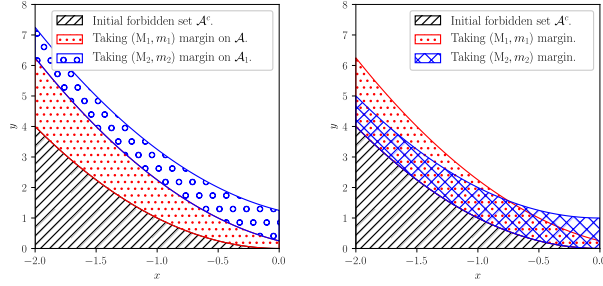 Initial forbidden set 𝒜ᶜ.
Taking (M₁, m₁) margin on 𝒜.
Taking (M₂, m₂) margin on 𝒜₁.
8
7
6
5
4
3
2
1
0
y
−2.0 −1.5 −1.0 −0.5 0.0
x
Initial forbidden set 𝒜ᶜ.
Taking (M₁, m₁) margin.
Taking (M₂, m₂) margin.
8
7
6
5
4
3
2
1
0
y
−2.0 −1.5 −1.0 −0.5 0.0
x